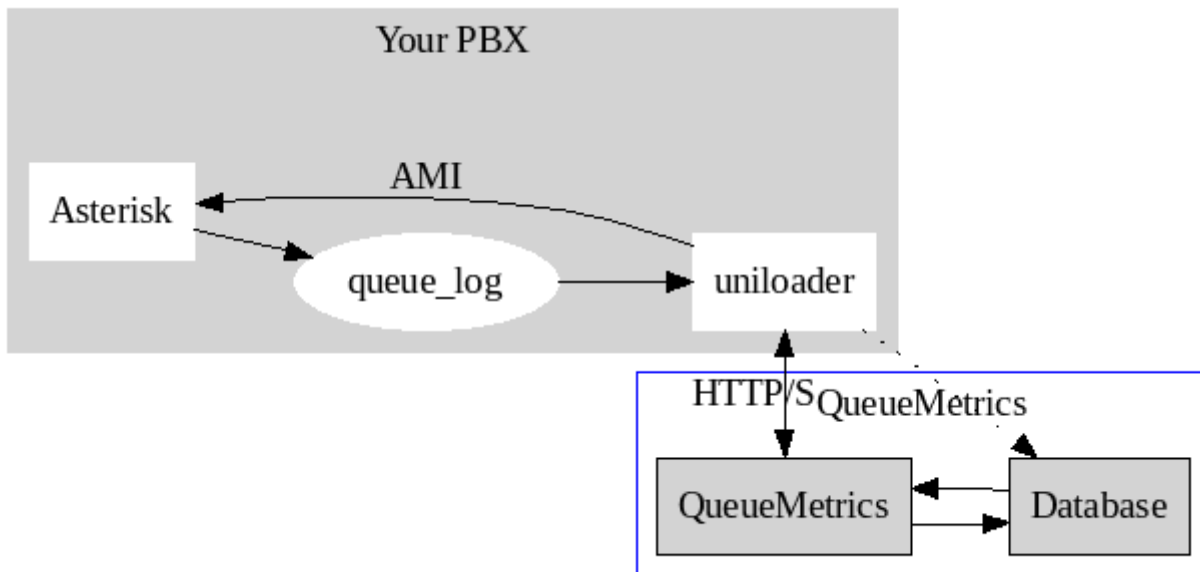 Your PBX
AMI
Asterisk
queue_log
uniloader
HTTP/S
QueueMetrics
QueueMetrics
Database